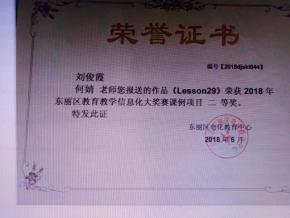 荣誉证书
编号【2018djskl044】
刘俊霞
何婧 老师您报送的作品《Lesson29》荣获 2018 年
东丽区教育教学信息化大奖赛课例项目 二 等奖。
特发此证
东丽区电化教育中心
2018 年 6 月